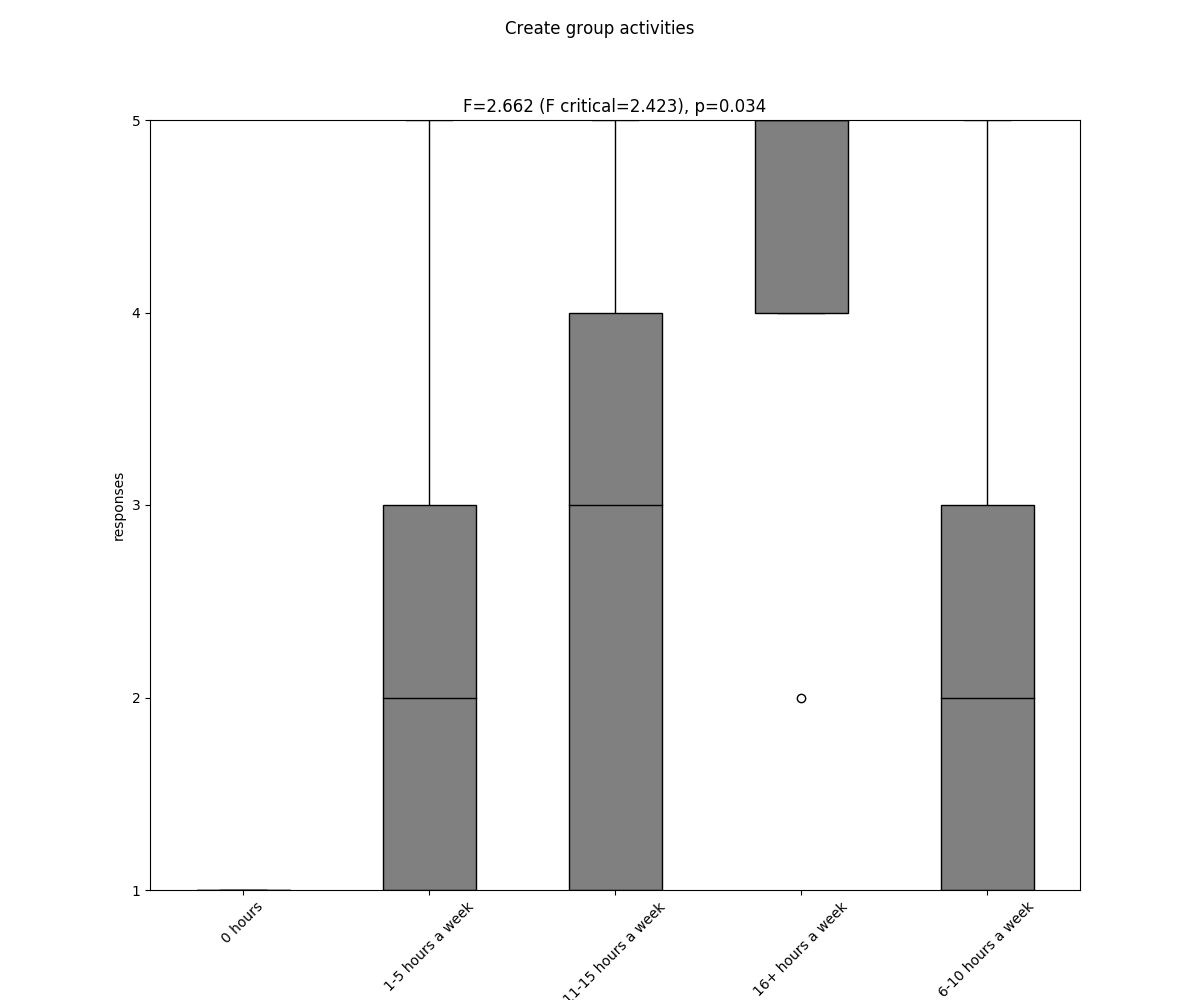 Create group activities
F=2.662 (F critical=2.423), p=0.034
5
4
3
2
1
responses
0 hours
1-5 hours a week
11-15 hours a week
16+ hours a week
6-10 hours a week